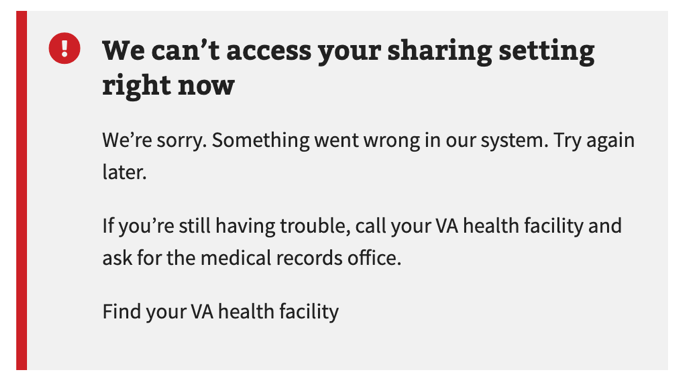 We can’t access your sharing setting
right now
We’re sorry. Something went wrong in our system. Try again
later.
If you’re still having trouble, call your VA health facility and
ask for the medical records office.
Find your VA health facility